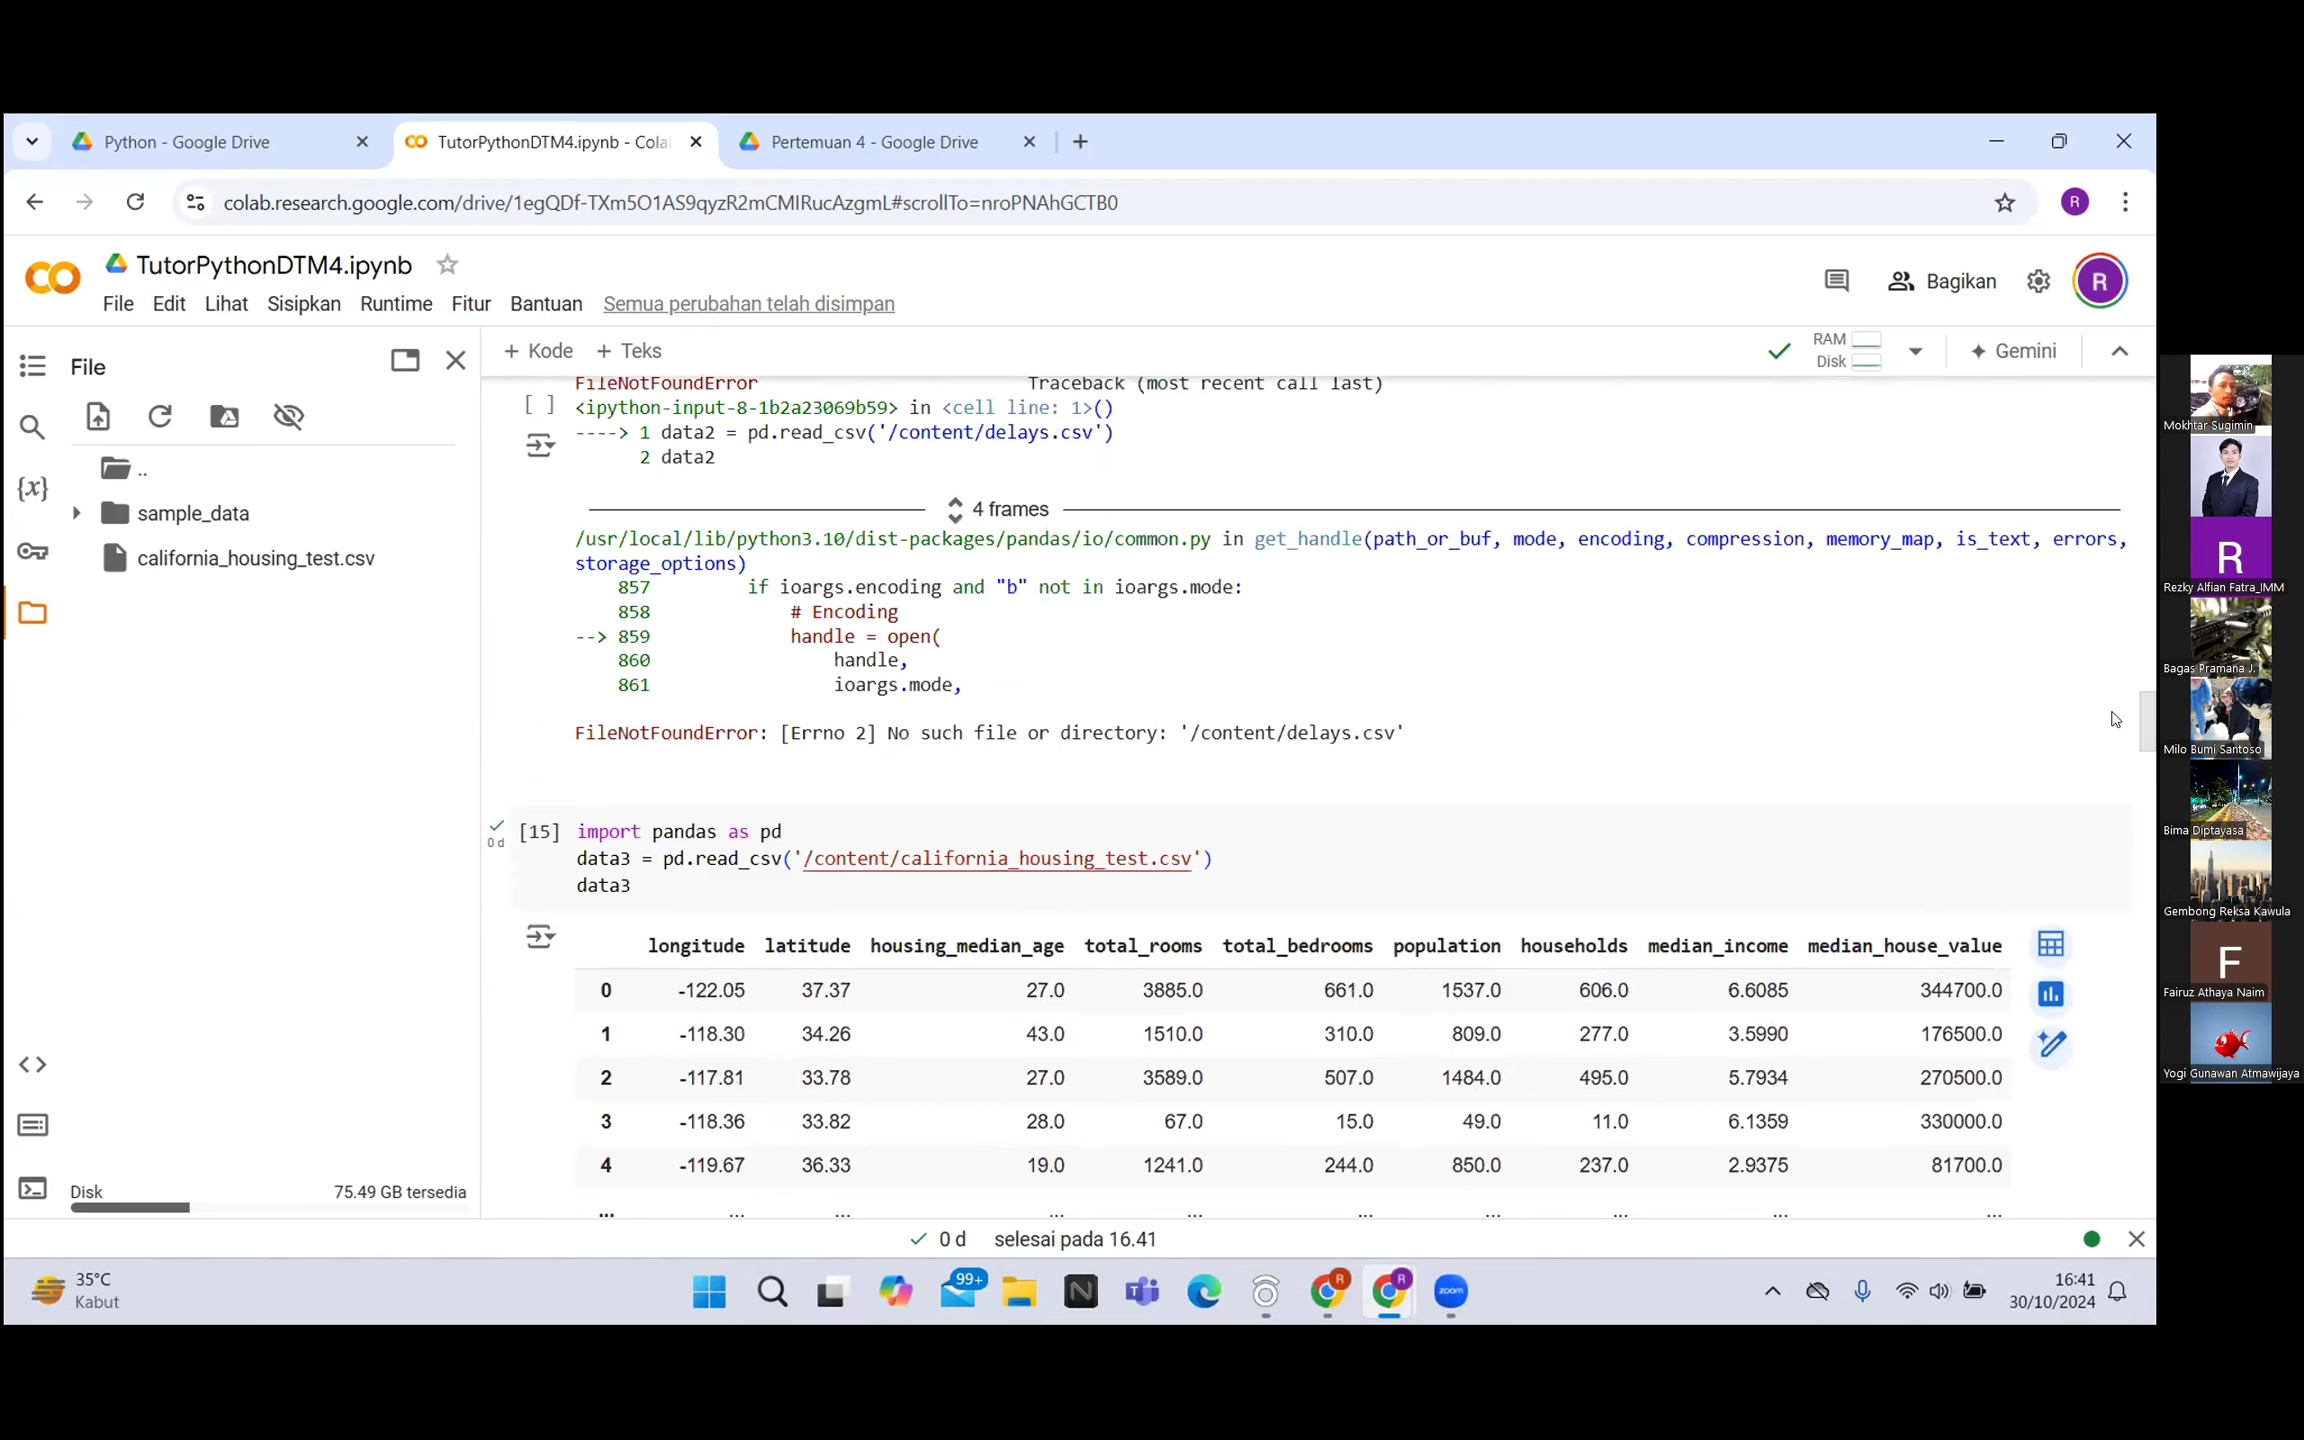 Python - Google Drive
TutorPythonDTM4.ipynb - Cola
Pertemuan 4 - Google Drive
colab.research.google.com/drive/1egQDf-TXm5O1AS9qyzR2mCMIRucAzgmL#scrollTo=nroPNAhGCTB0
R
TutorPythonDTM4.ipynb
File Edit Lihat Sisipkan Runtime Fitur Bantuan Semua perubahan telah disimpan
Bagikan
R
File
+ Kode + Teks
RAM
Disk
Gemini
..
sample_data
california_housing_test.csv
Disk 75.49 GB tersedia
FileNotFoundError Traceback (most recent call last)
[ ] <ipython-input-8-1b2a23069b59> in <cell line: 1>()
----> 1 data2 = pd.read_csv('/content/delays.csv')
2 data2
4 frames
/usr/local/lib/python3.10/dist-packages/pandas/io/common.py in get_handle(path_or_buf, mode, encoding, compression, memory_map, is_text, errors,
storage_options)
857 if ioargs.encoding and "b" not in ioargs.mode:
858 # Encoding
--> 859 handle = open(
860 handle,
861 ioargs.mode,
FileNotFoundError: [Errno 2] No such file or directory: '/content/delays.csv'
[15] import pandas as pd
0 d
data3 = pd.read_csv('/content/california_housing_test.csv')
data3
longitude latitude housing_median_age total_rooms total_bedrooms population households median_income median_house_value
0 -122.05 37.37 27.0 3885.0 661.0 1537.0 606.0 6.6085 344700.0
1 -118.30 34.26 43.0 1510.0 310.0 809.0 277.0 3.5990 176500.0
2 -117.81 33.78 27.0 3589.0 507.0 1484.0 495.0 5.7934 270500.0
3 -118.36 33.82 28.0 67.0 15.0 49.0 11.0 6.1359 330000.0
4 -119.67 36.33 19.0 1241.0 244.0 850.0 237.0 2.9375 81700.0
... ... ... ... ... ... ... ... ... ...
0 d selesai pada 16.41
35°C
Kabut
99+
N
R
R
zoom
16:41
30/10/2024
Mokhtar Sugimin
R
Rezky Alfian Fatra_IMM
Bagas Pramana J.
Milo Bumi Santoso
Bima Diptayasa
Gembong Reksa Kawula
F
Fairuz Athaya Naim
Yogi Gunawan Atmawijaya